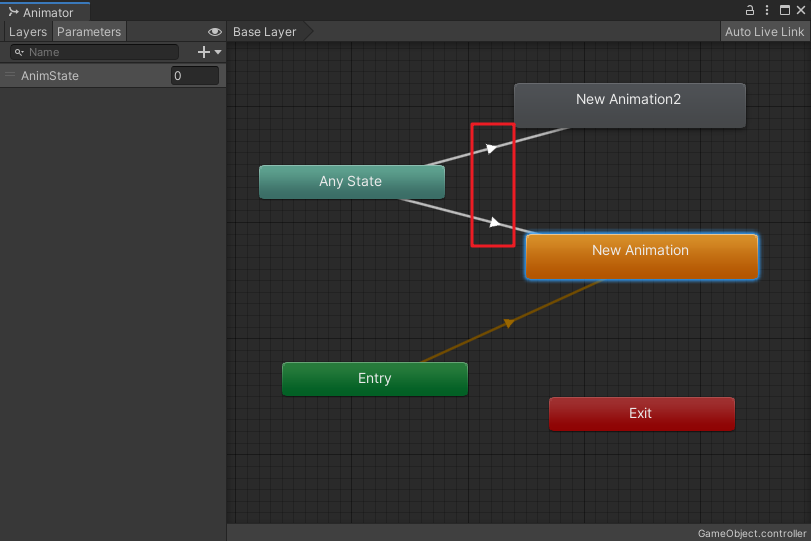 Animator
Layers Parameters
Base Layer
Auto Live Link
Name
AnimState 0
New Animation2
Any State
New Animation
Entry
Exit
GameObject.controller